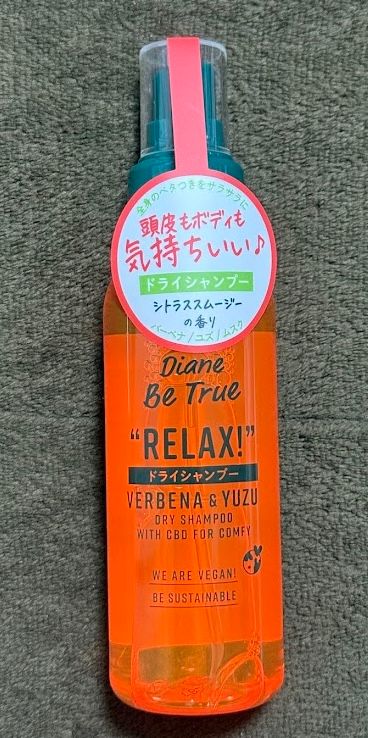 全身のベタつきをサラサラに
頭皮もボディも
気持ちいい♪
ドライシャンプー
シトラススムージー
の香り
バーベナ/ユズ/ムスク
Diane
Be True
"RELAX!"
ドライシャンプー
VERBENA & YUZU
DRY SHAMPOO
WITH CBD FOR COMFY
WE ARE VEGAN!
BE SUSTAINABLE